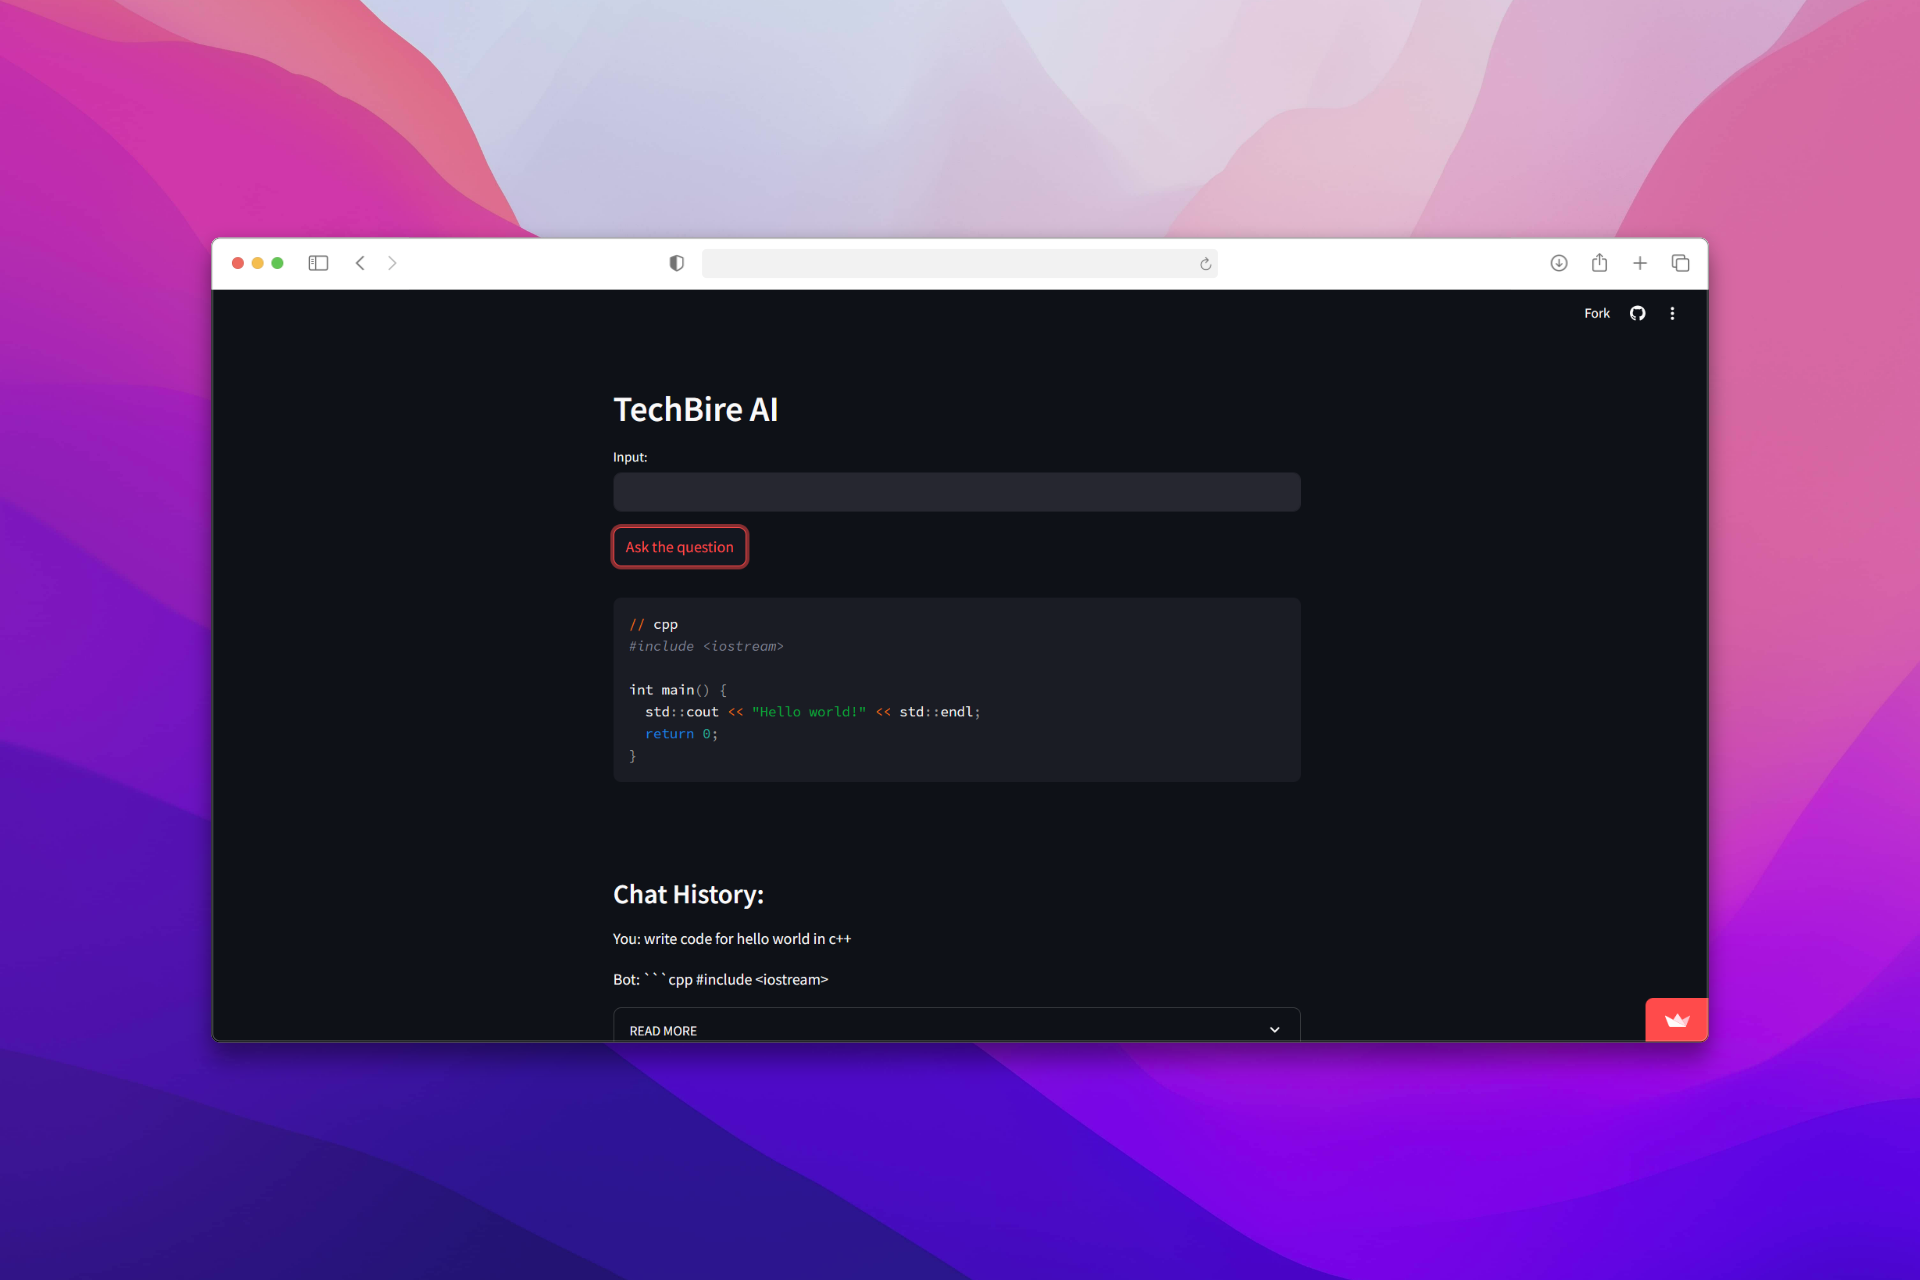 Fork
TechBire AI
Input:
Ask the question
// cpp
#include <iostream>
int main() {
  std::cout << "Hello world!" << std::endl;
  return 0;
}
Chat History:
You: write code for hello world in c++
Bot: ```cpp #include <iostream>
READ MORE